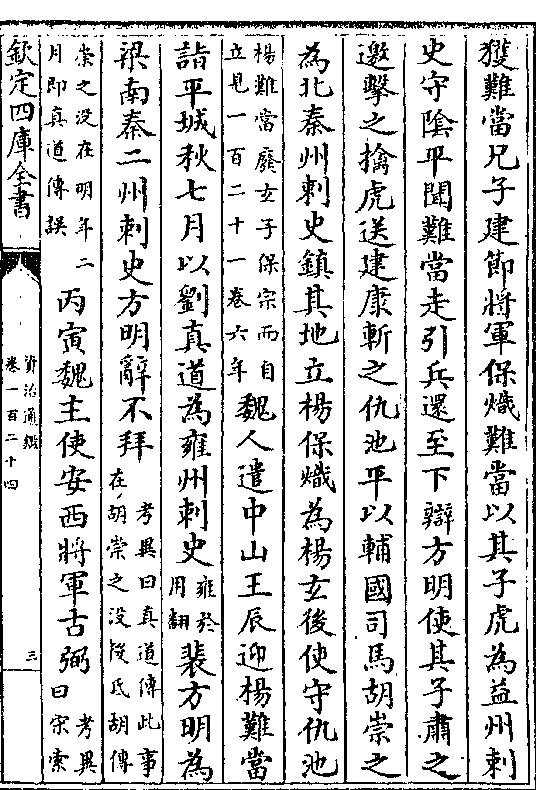 獲難當兄子建節將軍保熾難當以其子虎為益州刺
史守陰平聞難當走引兵還至下辯方明使其子肅之
邀擊之擒虎送建康斬之仇池平以輔國司馬胡崇之
為北秦州刺史鎮其地立楊保熾為楊玄後使守仇池
楊難當廢玄子保宗而自
立見一百二十一卷六年
魏人遣中山王辰迎楊難當
詣平城秋七月以劉真道為雍州刺史
雍於
用翻
裴方明為
梁南秦二州刺史方明辭不拜
考異曰真道傳此事
在胡崇之没後氐胡傳
崇之没在明年二
月即真道傳誤
丙寅魏主使安西將軍古弼
考異
曰宋索
欽定四庫全書
資治通鑑
卷一百二十四
三